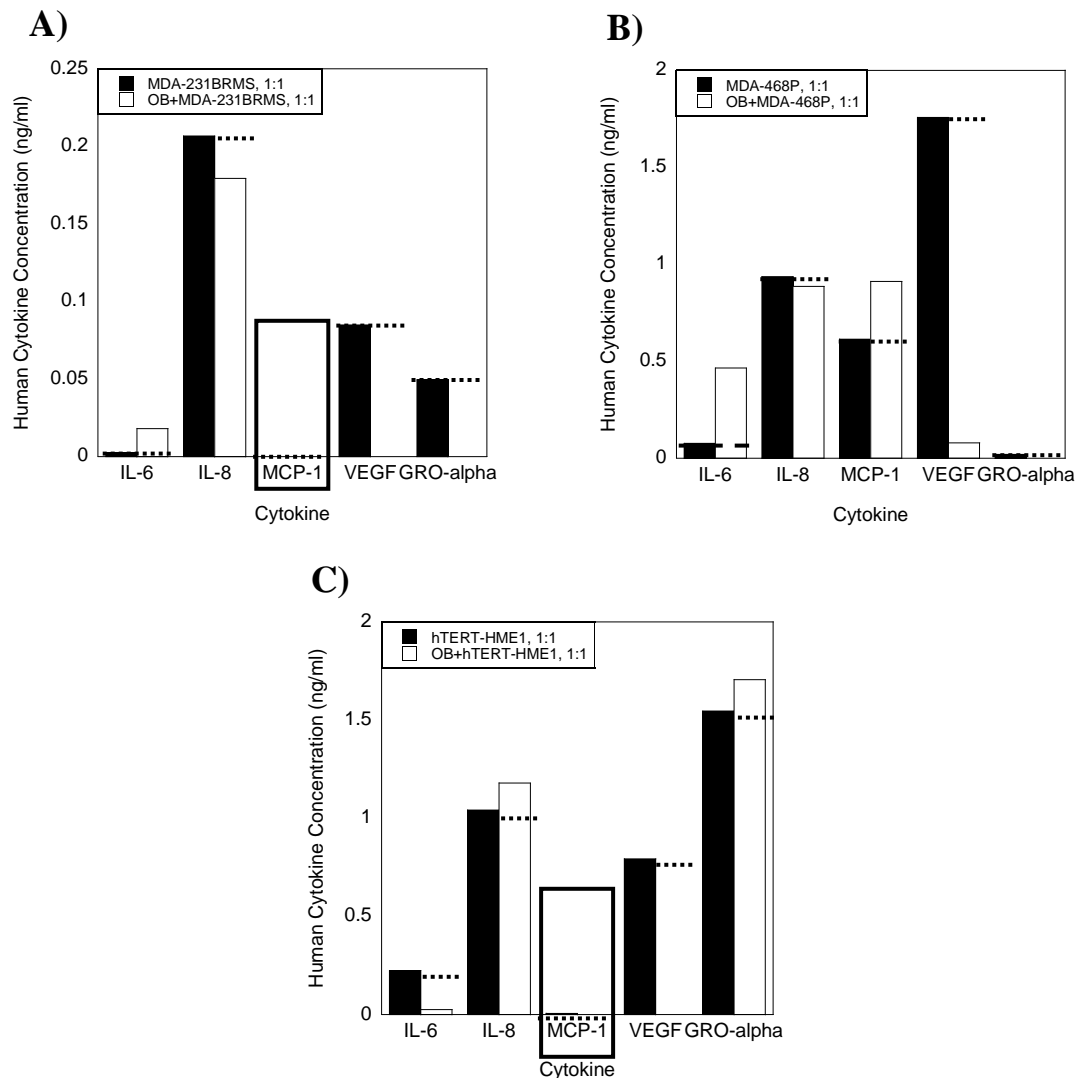 A)
Human Cytokine Concentration (ng/ml)
0.25
0.2
0.15
0.1
0.05
0
MDA-231BRMS, 1:1
OB+MDA-231BRMS, 1:1
IL-6 IL-8 MCP-1 VEGF GRO-alpha
Cytokine
B)
Human Cytokine Concentration (ng/ml)
2
1.5
1
0.5
0
MDA-468P, 1:1
OB+MDA-468P, 1:1
IL-6 IL-8 MCP-1 VEGF GRO-alpha
Cytokine
C)
Human Cytokine Concentration (ng/ml)
2
1.5
1
0.5
0
hTERT-HME1, 1:1
OB+hTERT-HME1, 1:1
IL-6 IL-8 MCP-1 VEGF GRO-alpha
Cytokine